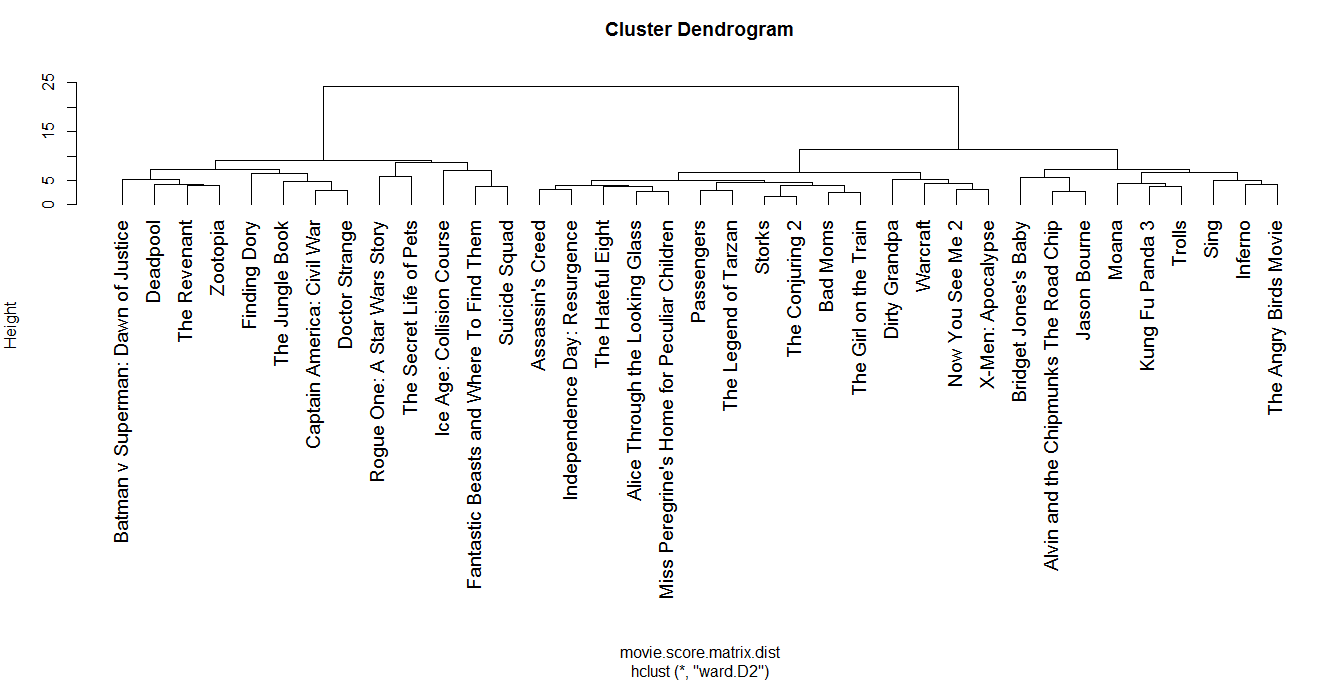 Cluster Dendrogram
25
15
5
0
Height
Batman v Superman: Dawn of Justice
Deadpool
The Revenant
Zootopia
Finding Dory
The Jungle Book
Captain America: Civil War
Doctor Strange
Rogue One: A Star Wars Story
The Secret Life of Pets
Ice Age: Collision Course
Fantastic Beasts and Where To Find Them
Suicide Squad
Assassin's Creed
Independence Day: Resurgence
The Hateful Eight
Alice Through the Looking Glass
Miss Peregrine's Home for Peculiar Children
Passengers
The Legend of Tarzan
Storks
The Conjuring 2
Bad Moms
The Girl on the Train
Dirty Grandpa
Warcraft
Now You See Me 2
X-Men: Apocalypse
Bridget Jones's Baby
Alvin and the Chipmunks The Road Chip
Jason Bourne
Moana
Kung Fu Panda 3
Trolls
Sing
Inferno
The Angry Birds Movie
movie.score.matrix.dist
hclust (*, "ward.D2")